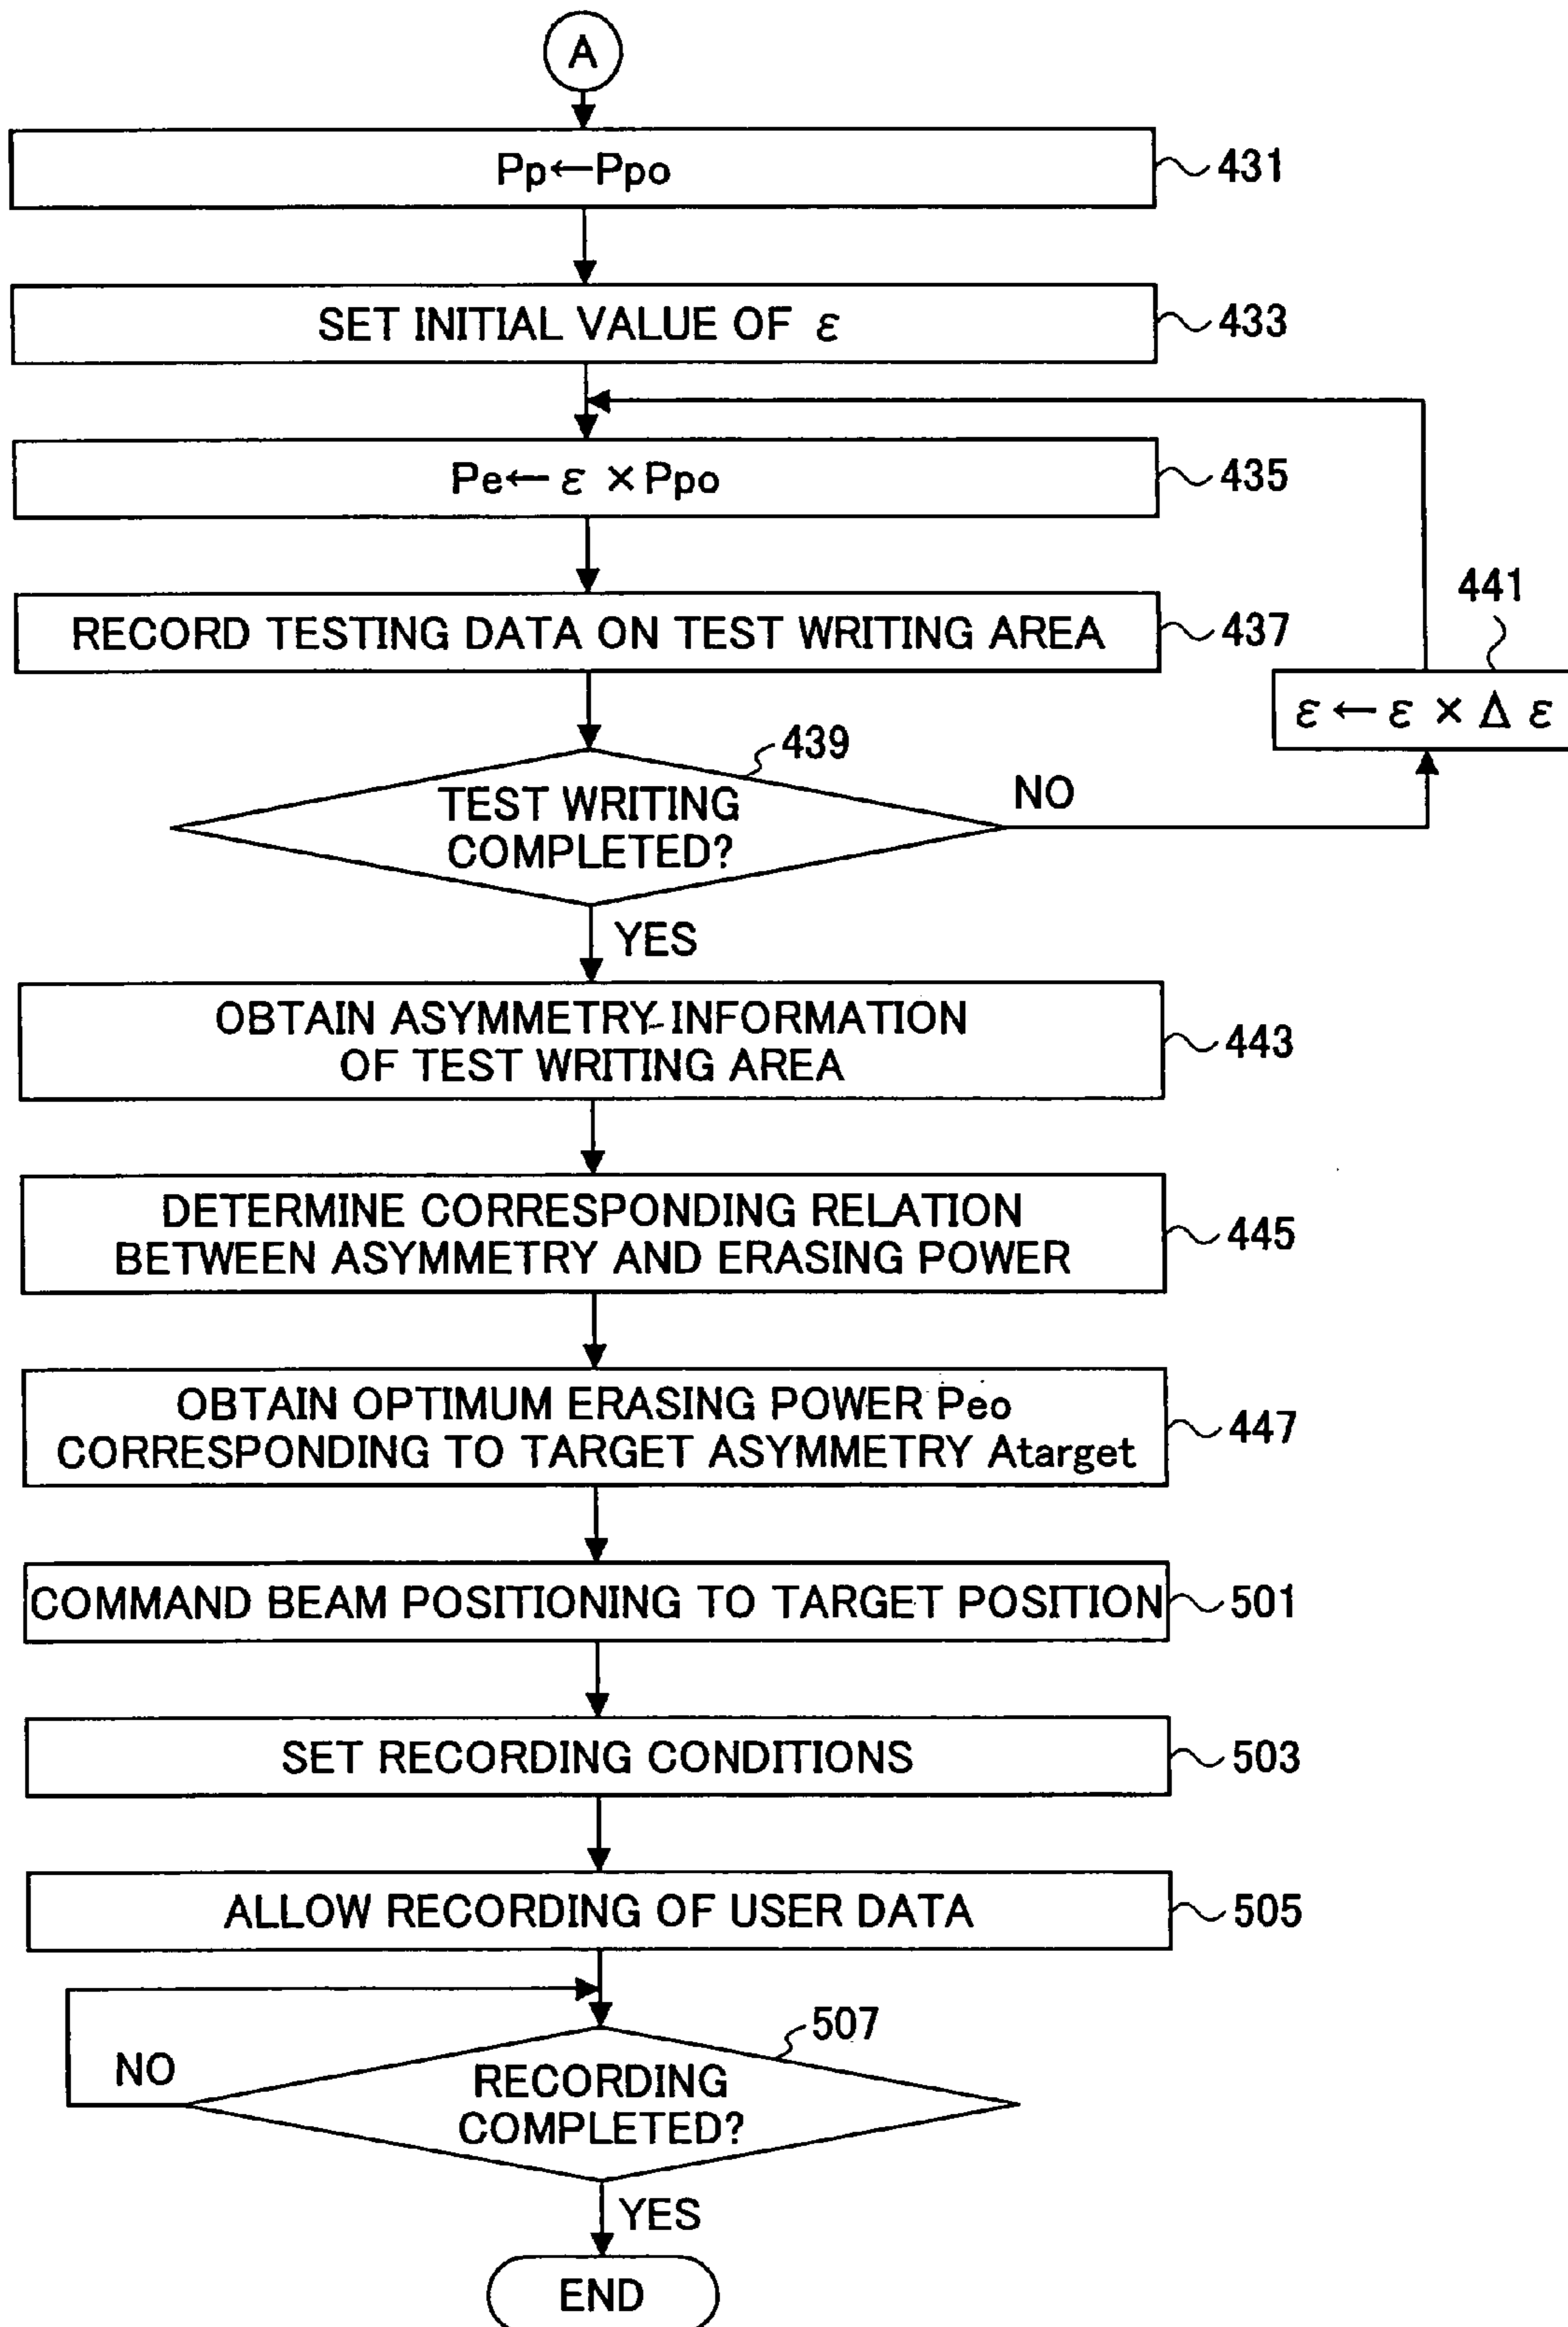 A
Pp←Ppo
431
SET INITIAL VALUE OF ε
433
Pe←ε×Ppo
435
RECORD TESTING DATA ON TEST WRITING AREA
437
441
ε←ε×Δε
439
TEST WRITING
COMPLETED?
NO
YES
OBTAIN ASYMMETRY INFORMATION
OF TEST WRITING AREA
443
DETERMINE CORRESPONDING RELATION
BETWEEN ASYMMETRY AND ERASING POWER
445
OBTAIN OPTIMUM ERASING POWER Peo
CORRESPONDING TO TARGET ASYMMETRY Atarget
447
COMMAND BEAM POSITIONING TO TARGET POSITION
501
SET RECORDING CONDITIONS
503
ALLOW RECORDING OF USER DATA
505
507
NO
RECORDING
COMPLETED?
YES
END